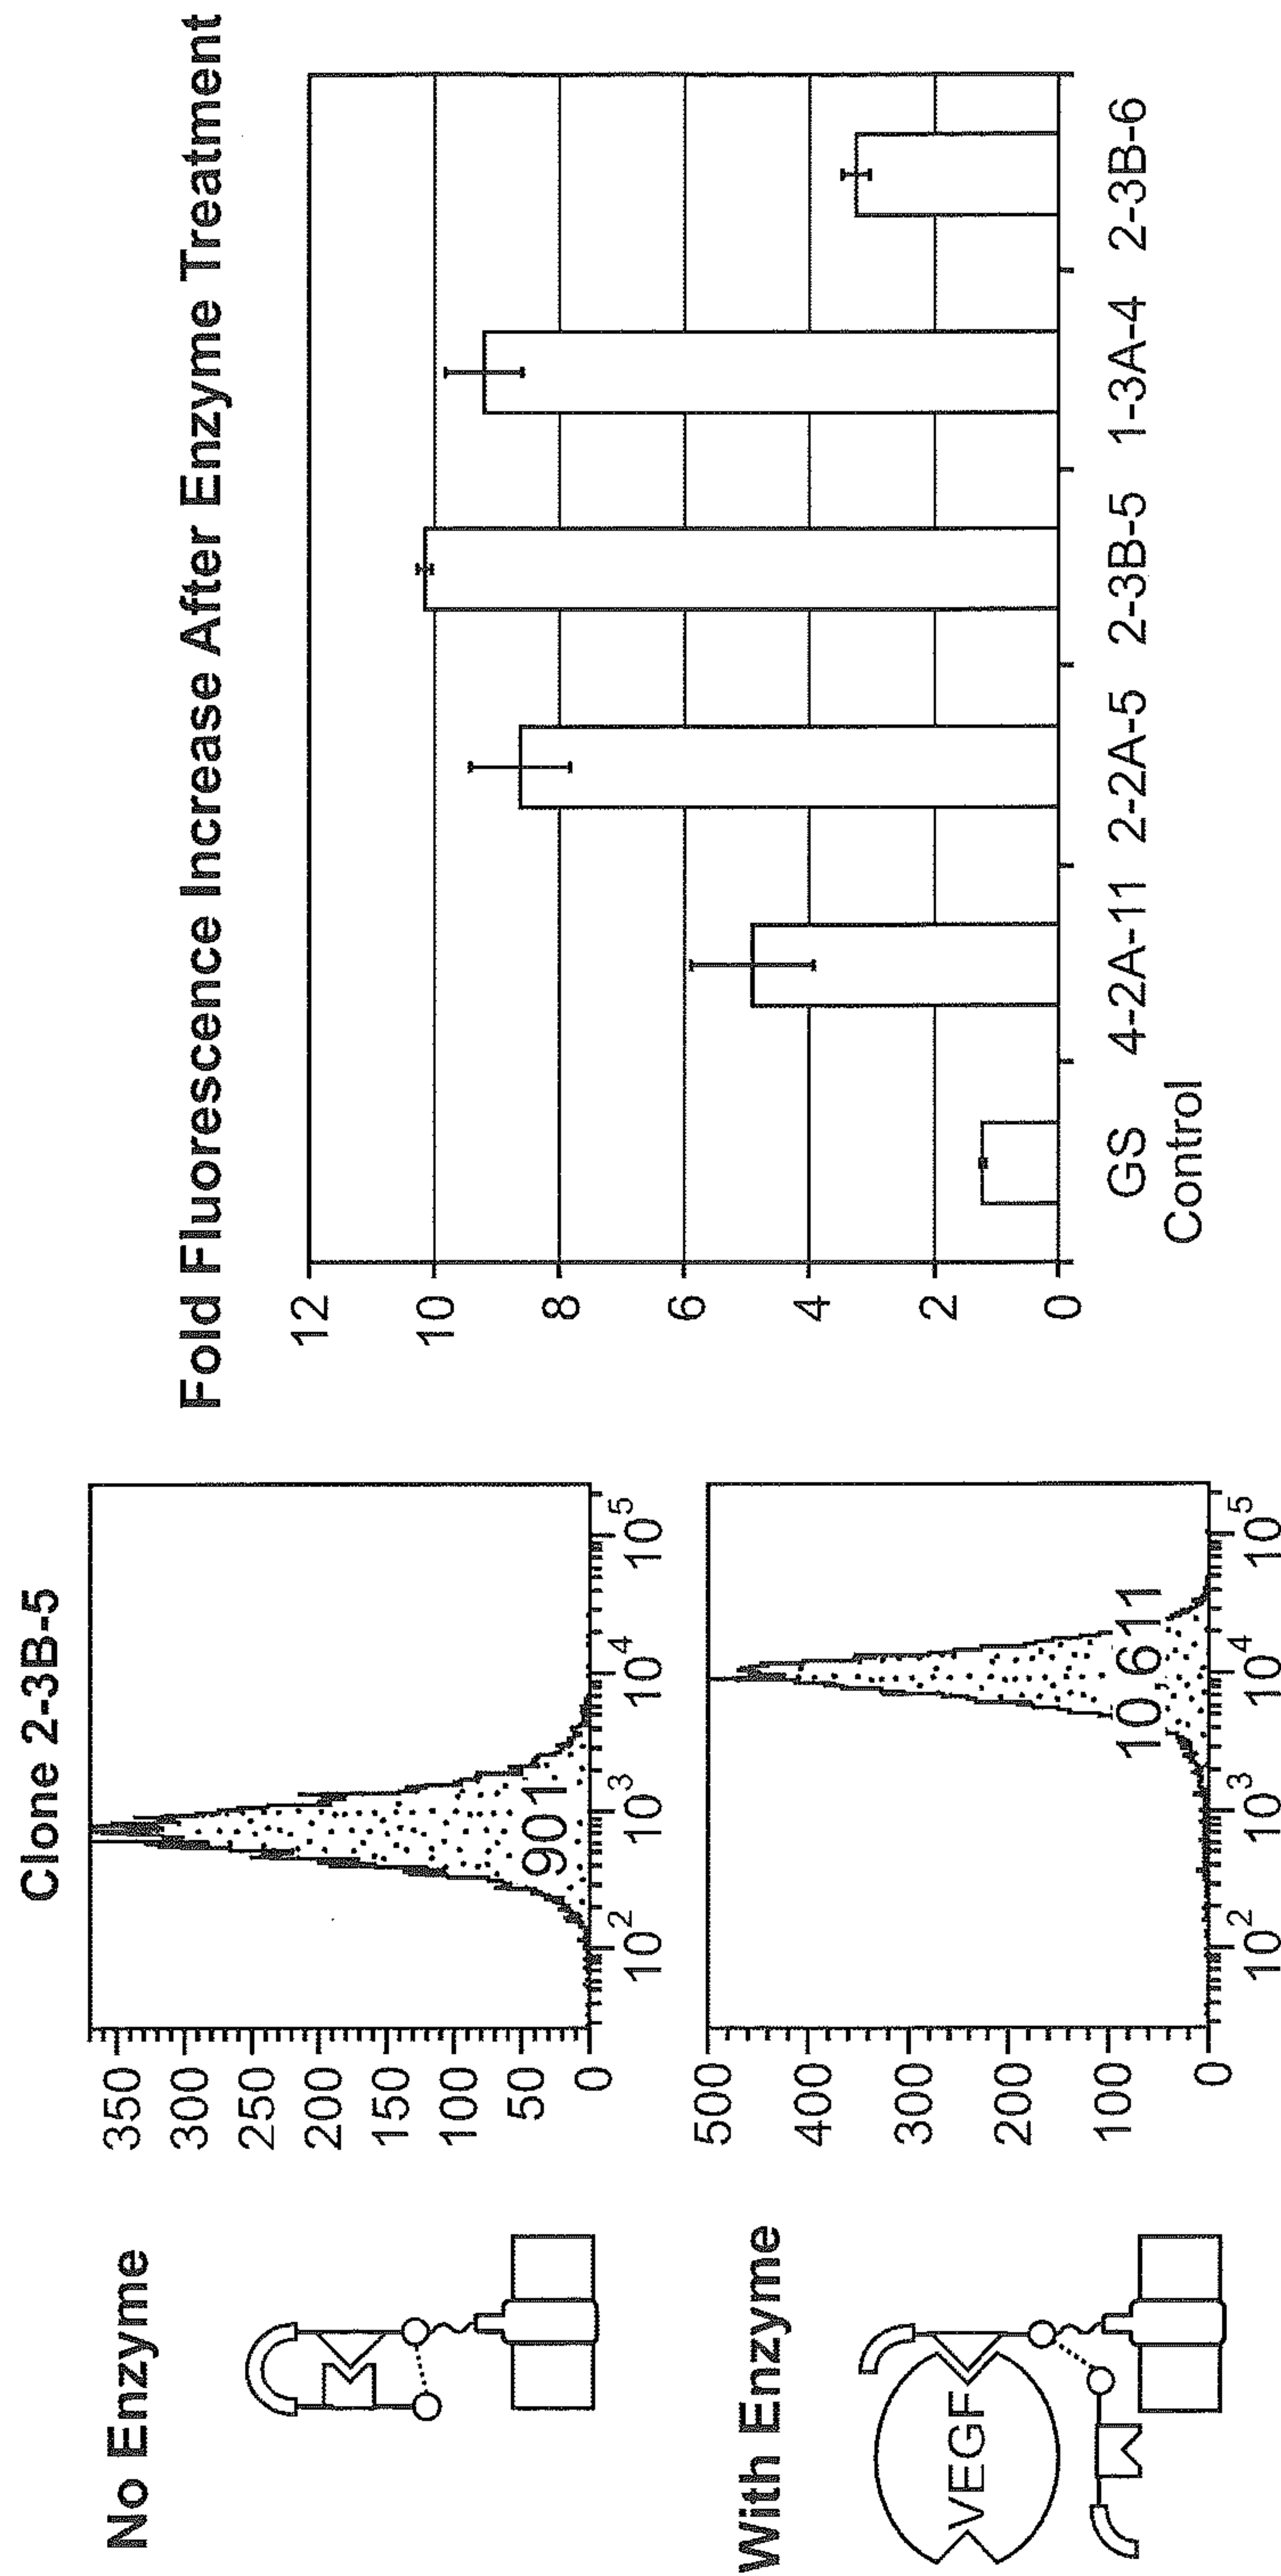 Clone 2-3B-5
No Enzyme
350
300
250
200
150
100
50
0
901
10^2
10^3
10^4
10^5
With Enzyme
VEGF
500
400
300
200
100
0
10,611
10^2
10^3
10^4
10^5
Fold Fluorescence Increase After Enzyme Treatment
12
10
8
6
4
2
0
GS Control
4-2A-11
2-2A-5
2-3B-5
1-3A-4
2-3B-6